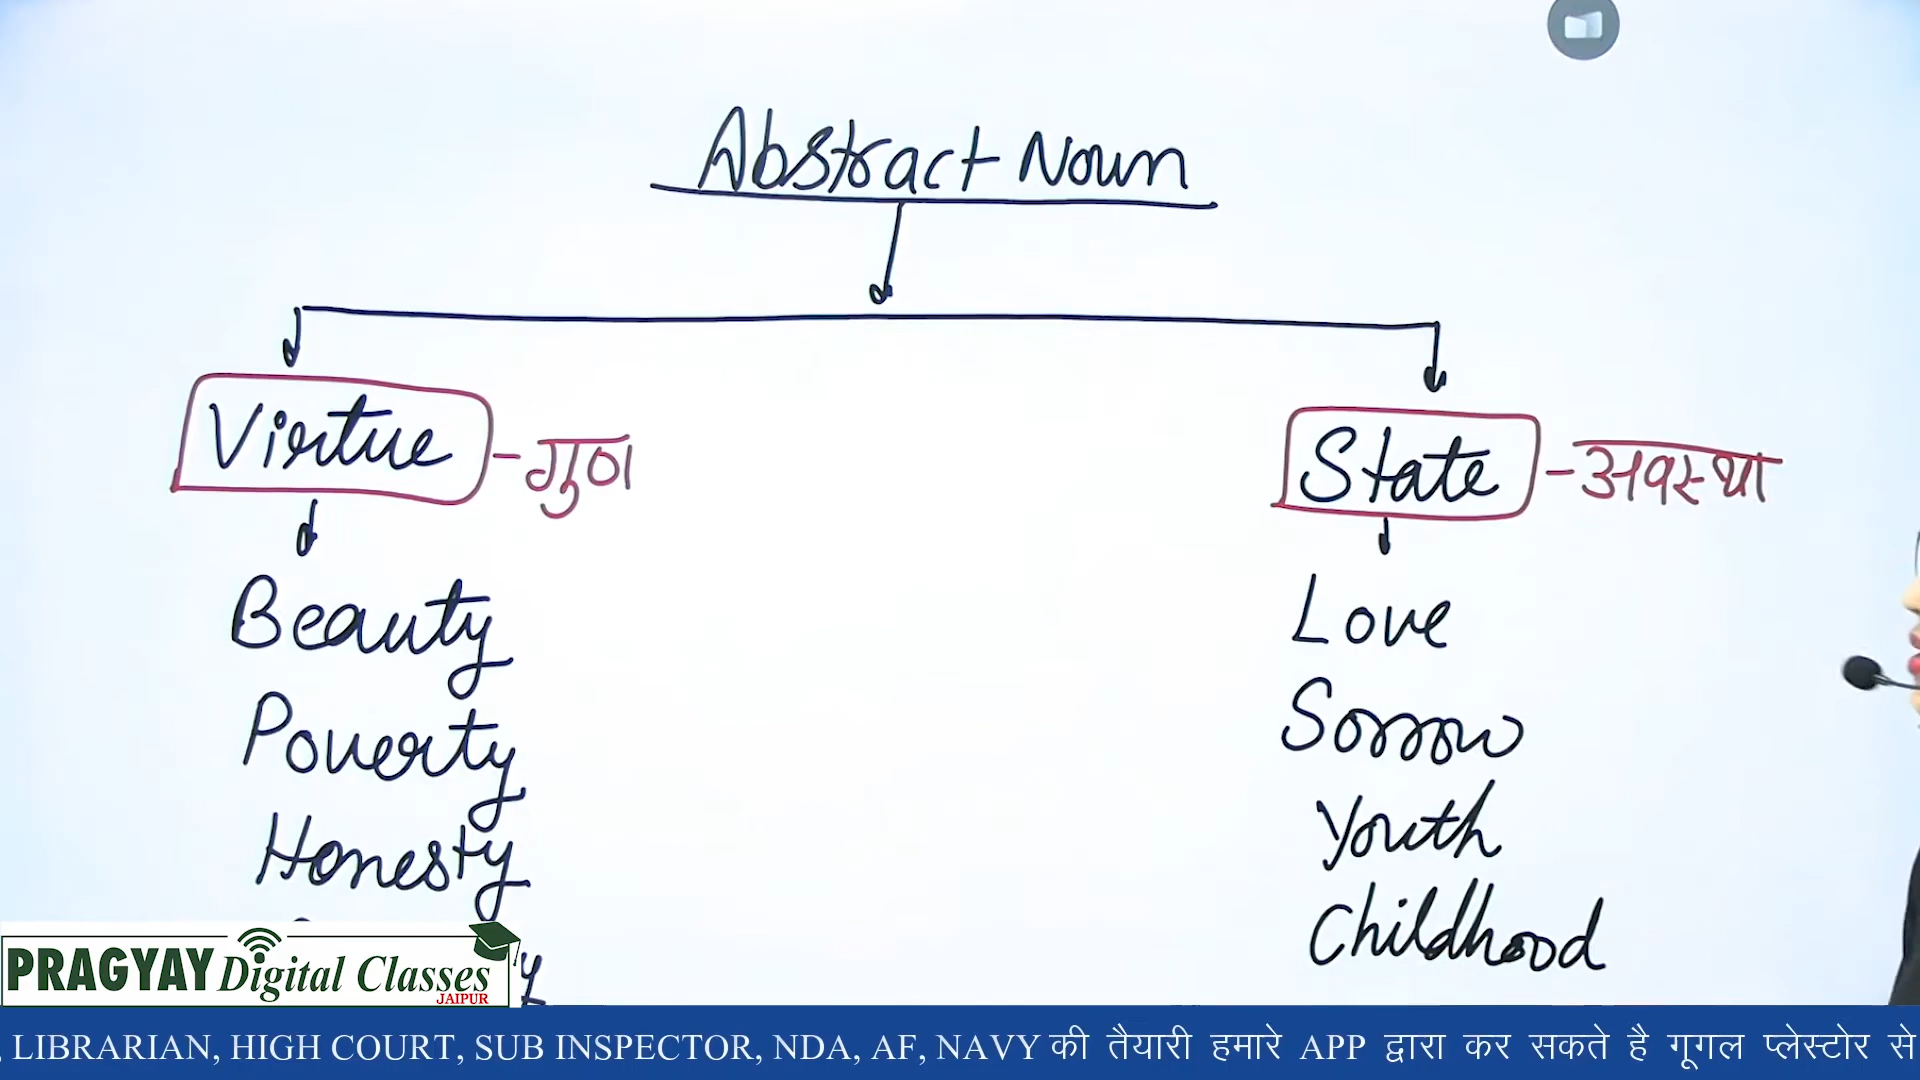 Abstract Noun
Virtue - गुण
State - अवस्था
Beauty
Poverty
Honesty
Love
Sorrow
Youth
Childhood
PRAGYAY Digital Classes
JAIPUR
, LIBRARIAN, HIGH COURT, SUB INSPECTOR, NDA, AF, NAVY की तैयारी हमारे APP द्वारा कर सकते है गूगल प्लेस्टोर से